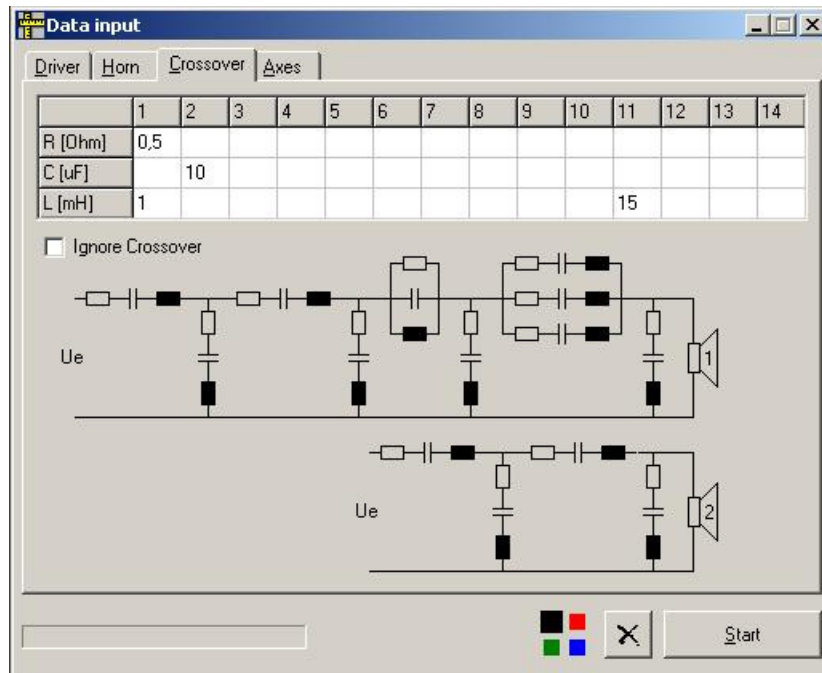 Data input
Driver Horn Crossover Axes
1 2 3 4 5 6 7 8 9 10 11 12 13 14
R [Ohm] 0,5
C [uF] 10
L [mH] 1 15
Ignore Crossover
Ue
1
Ue
2
Start